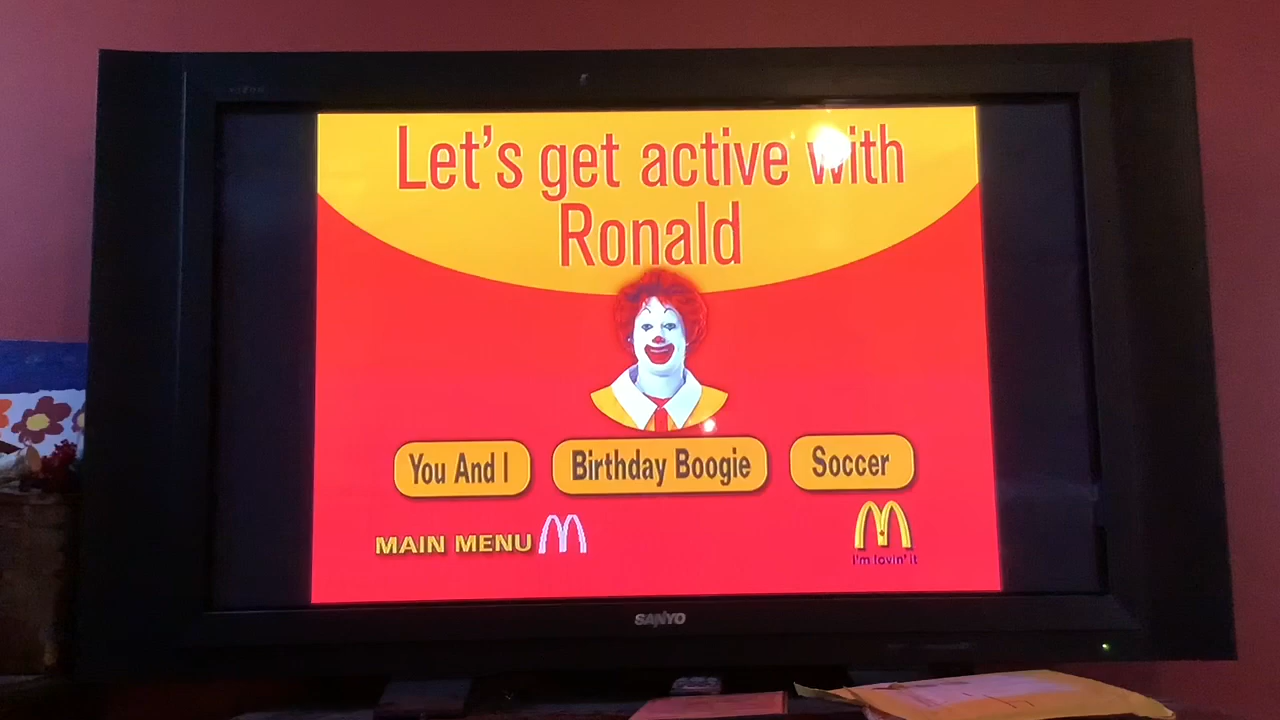 Let's get active with
Ronald
You And I
Birthday Boogie
Soccer
MAIN MENU
I'm lovin' it
SANYO